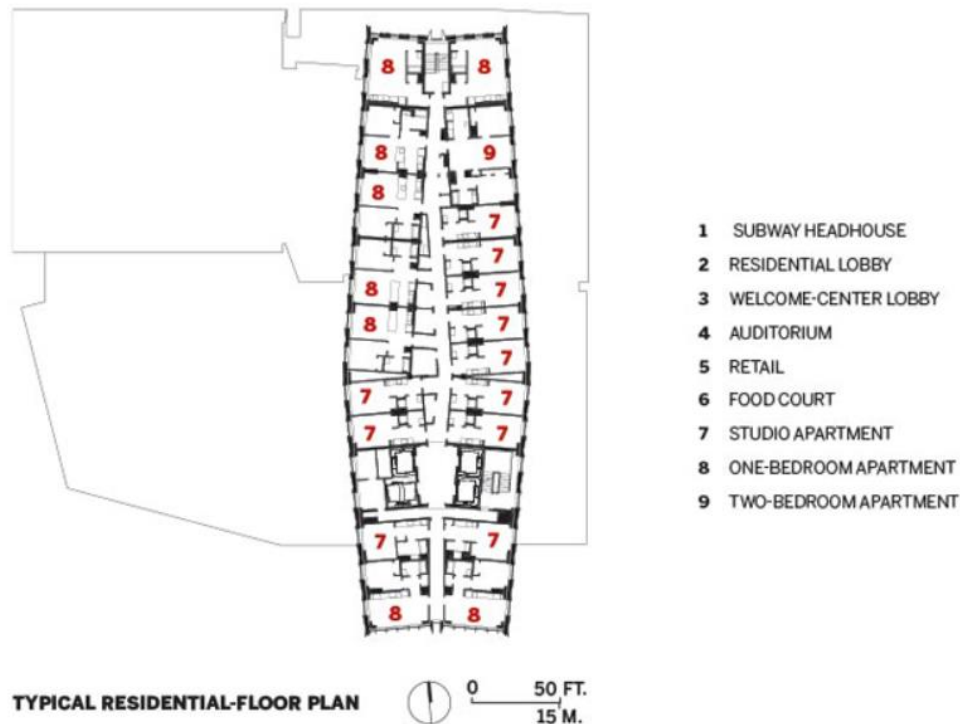 8 8
8 9
8
7
7
8 7
8 7
7
7 7
7 7
7 7
8 8
1 SUBWAY HEADHOUSE
2 RESIDENTIAL LOBBY
3 WELCOME-CENTER LOBBY
4 AUDITORIUM
5 RETAIL
6 FOOD COURT
7 STUDIO APARTMENT
8 ONE-BEDROOM APARTMENT
9 TWO-BEDROOM APARTMENT
TYPICAL RESIDENTIAL-FLOOR PLAN
0 50 FT.
15 M.